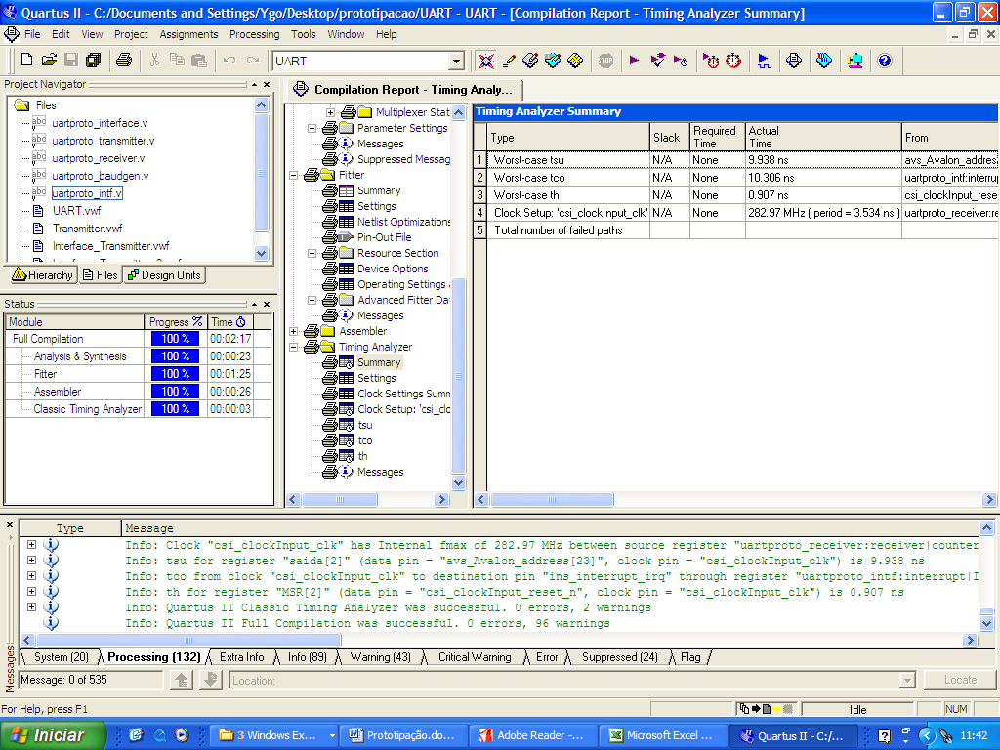 Quartus II - C:/Documents and Settings/Ygo/Desktop/prototipacao/UART - UART - [Compilation Report - Timing Analyzer Summary]
File Edit View Project Assignments Processing Tools Window Help
UART
STOP
Project Navigator
Files
uartproto_interface.v
uartproto_transmitter.v
uartproto_receiver.v
uartproto_baudgen.v
uartproto_intf.v
UART.vwf
Transmitter.vwf
Interface_Transmitter.vwf
Hierarchy Files Design Units
Status
Module Progress % Time
Full Compilation 100 % 00:02:17
Analysis & Synthesis 100 % 00:00:23
Fitter 100 % 00:01:25
Assembler 100 % 00:00:26
Classic Timing Analyzer 100 % 00:00:03
Compilation Report - Timing Analy...
Multiplexer Stat
Parameter Settings
Messages
Suppressed Messag
Fitter
Summary
Settings
Netlist Optimizations
Pin-Out File
Resource Section
Device Options
Operating Settings a
Advanced Fitter Da
Messages
Assembler
Timing Analyzer
Summary
Settings
Clock Settings Summ
Clock Setup: 'csi_clo
tsu
tco
th
Messages
Timing Analyzer Summary
Type Slack Required Time Actual Time From
1 Worst-case tsu N/A None 9.938 ns avs_Avalon_addres
2 Worst-case tco N/A None 10.306 ns uartproto_intf:interrup
3 Worst-case th N/A None 0.907 ns csi_clockInput_rese
4 Clock Setup: 'csi_clockInput_clk' N/A None 282.97 MHz ( period = 3.534 ns ) uartproto_receiver:re
5 Total number of failed paths
Type Message
Info: Clock "csi_clockInput_clk" has Internal fmax of 282.97 MHz between source register "uartproto_receiver:receiver|counter
Info: tsu for register "saida[2]" (data pin = "avs_Avalon_address[23]", clock pin = "csi_clockInput_clk") is 9.938 ns
Info: tco from clock "csi_clockInput_clk" to destination pin "ins_interrupt_irq" through register "uartproto_intf:interrupt|I
Info: th for register "MSR[2]" (data pin = "csi_clockInput_reset_n", clock pin = "csi_clockInput_clk") is 0.907 ns
Info: Quartus II Classic Timing Analyzer was successful. 0 errors, 2 warnings
Info: Quartus II Full Compilation was successful. 0 errors, 96 warnings
Messages
System (20) Processing (132) Extra Info Info (89) Warning (43) Critical Warning Error Suppressed (24) Flag
Message: 0 of 535 Location: Locate
For Help, press F1 Idle NUM
Iniciar 3 Windows Ex... Prototipação.do... Adobe Reader -... Microsoft Excel ... Quartus II - C:/... 11:42